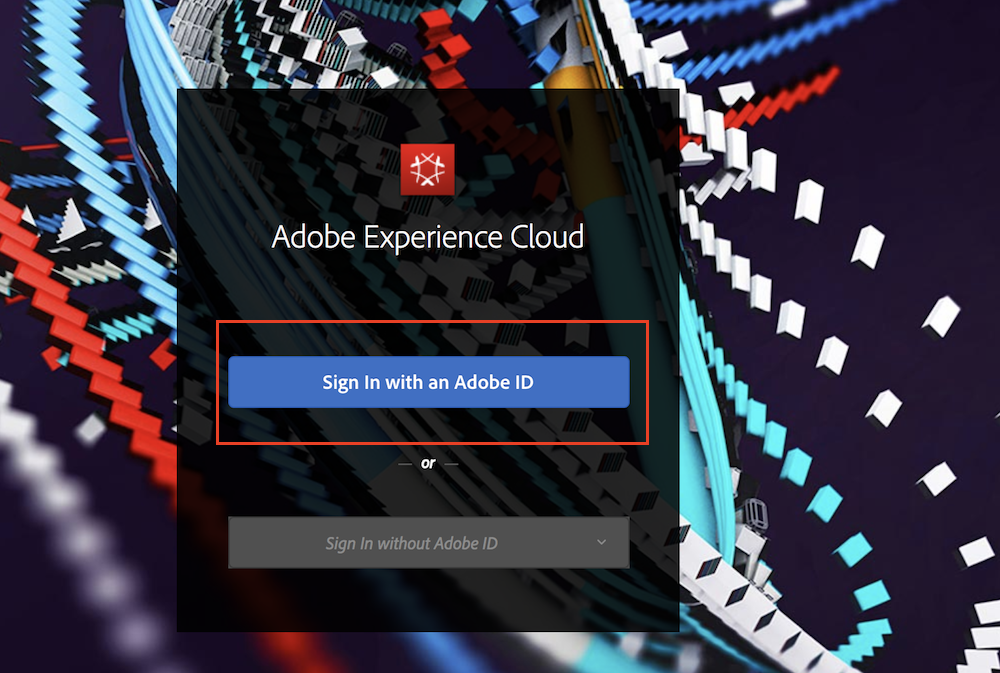 Adobe Experience Cloud
Sign In with an Adobe ID
or
Sign In without Adobe ID